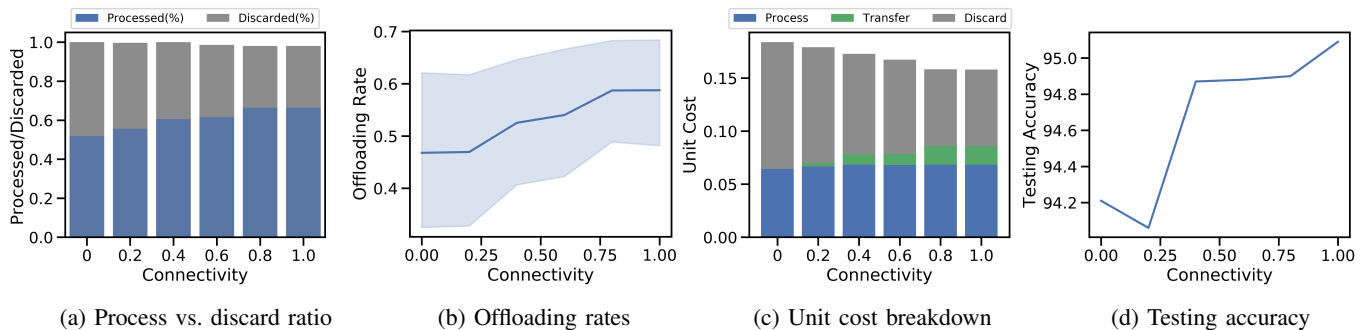 Processed(%) Discarded(%)
1.0
0.8
0.6
0.4
0.2
0.0
Processed/Discarded
0 0.2 0.4 0.6 0.8 1.0
Connectivity
(a) Process vs. discard ratio
0.7
0.6
0.5
0.4
Offloading Rate
0.00 0.25 0.50 0.75 1.00
Connectivity
(b) Offloading rates
Process Transfer Discard
0.15
0.10
0.05
0.00
Unit Cost
0 0.2 0.4 0.6 0.8 1.0
Connectivity
(c) Unit cost breakdown
95.0
94.8
94.6
94.4
94.2
Testing Accuracy
0.00 0.25 0.50 0.75 1.00
Connectivity
(d) Testing accuracy